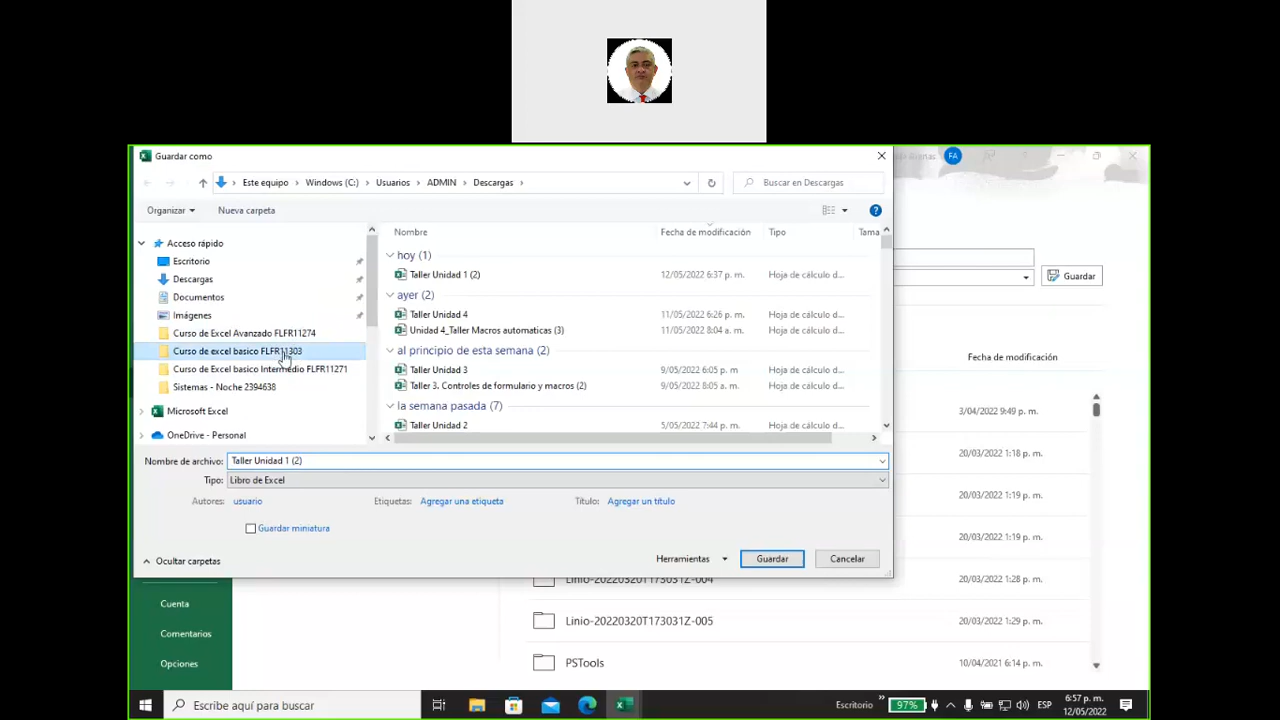 Guardar como
Arenas FA
Este equipo > Windows (C:) > Usuarios > ADMIN > Descargas >
Buscar en Descargas
Organizar
Nueva carpeta
Acceso rápido
Escritorio
Descargas
Documentos
Imágenes
Curso de Excel Avanzado FLFR11274
Curso de excel basico FLFR11303
Curso de Excel basico Intermedio FLFR11271
Sistemas - Noche 2394638
Microsoft Excel
OneDrive - Personal
Nombre Fecha de modificación Tipo Tama
hoy (1)
Taller Unidad 1 (2) 12/05/2022 6:37 p. m. Hoja de cálculo d...
ayer (2)
Taller Unidad 4 11/05/2022 6:26 p. m. Hoja de cálculo d...
Unidad 4_Taller Macros automaticas (3) 11/05/2022 8:04 a. m. Hoja de cálculo d...
al principio de esta semana (2)
Taller Unidad 3 9/05/2022 6:05 p. m Hoja de cálculo d...
Taller 3. Controles de formulario y macros (2) 9/05/2022 8:05 a. m. Hoja de cálculo d...
la semana pasada (7)
Taller Unidad 2 5/05/2022 7:44 p. m. Hoja de cálculo d...
Nombre de archivo: Taller Unidad 1 (2)
Tipo: Libro de Excel
Autores: usuario
Etiquetas: Agregar una etiqueta
Título: Agregar un título
Guardar miniatura
Ocultar carpetas
Herramientas
Guardar
Cancelar
Guardar
Fecha de modificación
3/04/2022 9:49 p. m.
20/03/2022 1:18 p. m.
20/03/2022 1:19 p. m.
20/03/2022 1:19 p. m.
Linio-20220320T173031Z-004 20/03/2022 1:28 p. m.
Linio-20220320T173031Z-005 20/03/2022 1:29 p. m.
PSTools 10/04/2021 6:14 p. m.
Cuenta
Comentarios
Opciones
Escribe aquí para buscar
Escritorio
97%
ESP
6:57 p. m.
12/05/2022